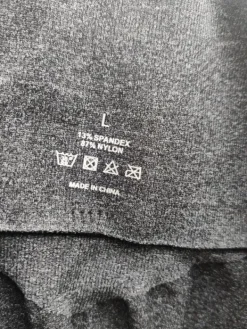 L
13% SPANDEX
87% NYLON
MADE IN CHINA